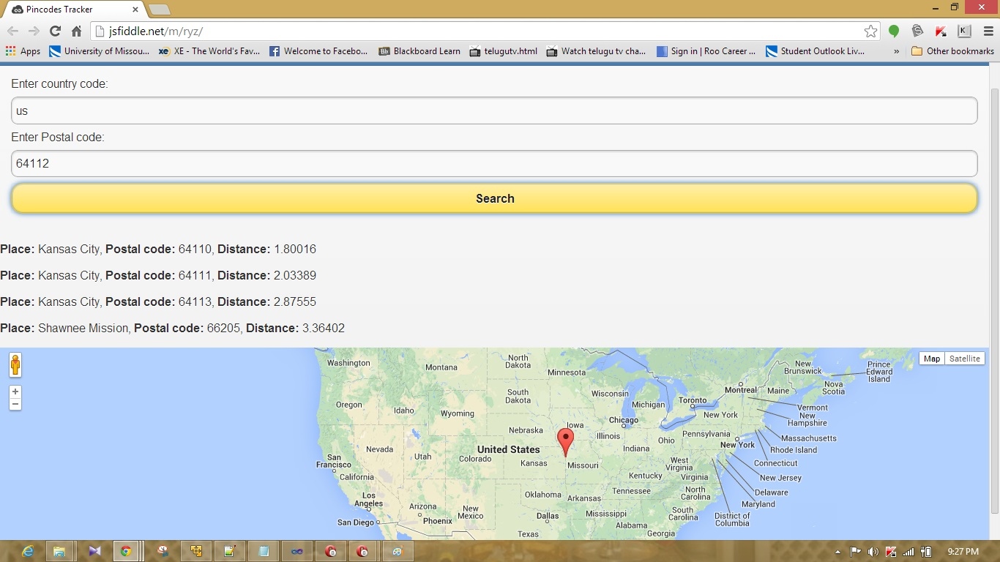 Pincodes Tracker
jsfiddle.net/m/ryz/
Apps University of Missou... XE - The World's Fav... Welcome to Facebo... Bb Blackboard Learn telugutv.html Watch telugu tv cha... Sign in | Roo Career ... Student Outlook Liv... » Other bookmarks
Enter country code:
us
Enter Postal code:
64112
Search
Place: Kansas City, Postal code: 64110, Distance: 1.80016
Place: Kansas City, Postal code: 64111, Distance: 2.03389
Place: Kansas City, Postal code: 64113, Distance: 2.87555
Place: Shawnee Mission, Postal code: 66205, Distance: 3.36402
Map Satellite
+
−
Washington
Montana
North
Dakota
Minnesota
South
Dakota
Wisconsin
Michigan
Toronto
Montreal
Maine
New
Brunswick
Prince
Edward
Island
Nova
Scotia
Vermont
New
Hampshire
Oregon
Idaho
Wyoming
Nebraska
Iowa
Chicago
Illinois
Indiana
Ohio
Pennsylvania
New York
New York
Massachusetts
Rhode Island
Connecticut
New Jersey
Delaware
Maryland
District of
Columbia
Nevada
Utah
Colorado
United States
Kansas
Missouri
Kentucky
West
Virginia
Virginia
San
Francisco
California
Los
Angeles
San Diego
Arizona
Phoenix
New
Mexico
Oklahoma
Arkansas
Tennessee
North
Carolina
South
Carolina
Dallas
Mississippi
Alabama
Georgia
Texas
9:27 PM